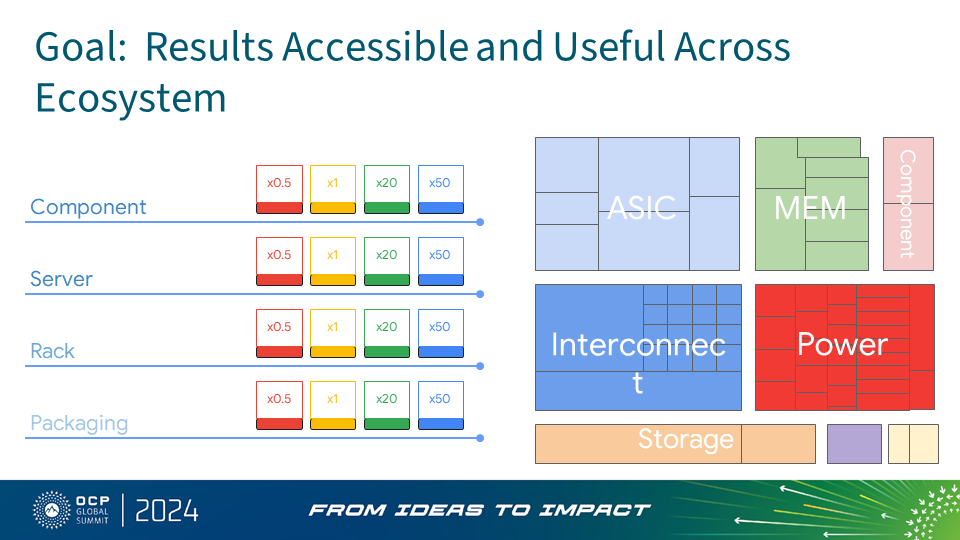 Goal:  Results Accessible and Useful Across
Ecosystem
Component
x0.5 x1 x20 x50
Server
x0.5 x1 x20 x50
Rack
x0.5 x1 x20 x50
Packaging
x0.5 x1 x20 x50
ASIC
MEM
Component
Interconnec
t
Power
Storage
OCP
GLOBAL
SUMMIT
2024
FROM IDEAS TO IMPACT